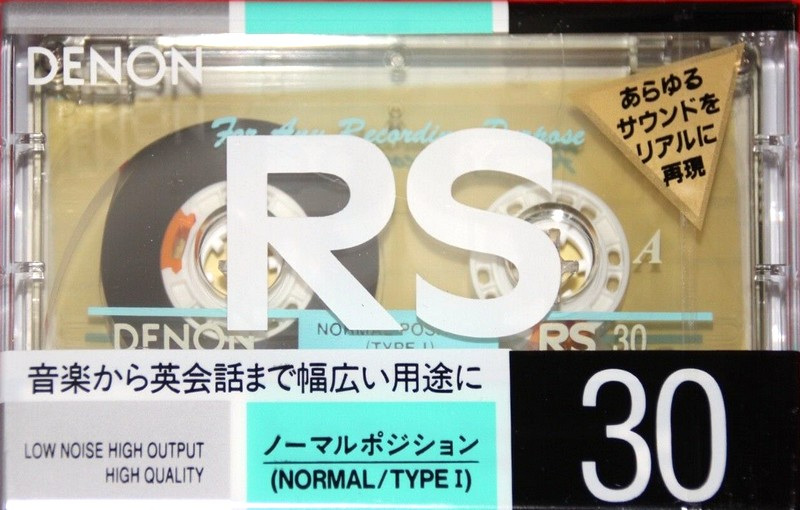 DENON
For Any Recording Purpose
あらゆる
サウンドを
リアルに
再現
RS
A
DENON
NORMAL POS
(TYPE I)
RS 30
音楽から英会話まで幅広い用途に
LOW NOISE HIGH OUTPUT
HIGH QUALITY
ノーマルポジション
(NORMAL/TYPE I)
30